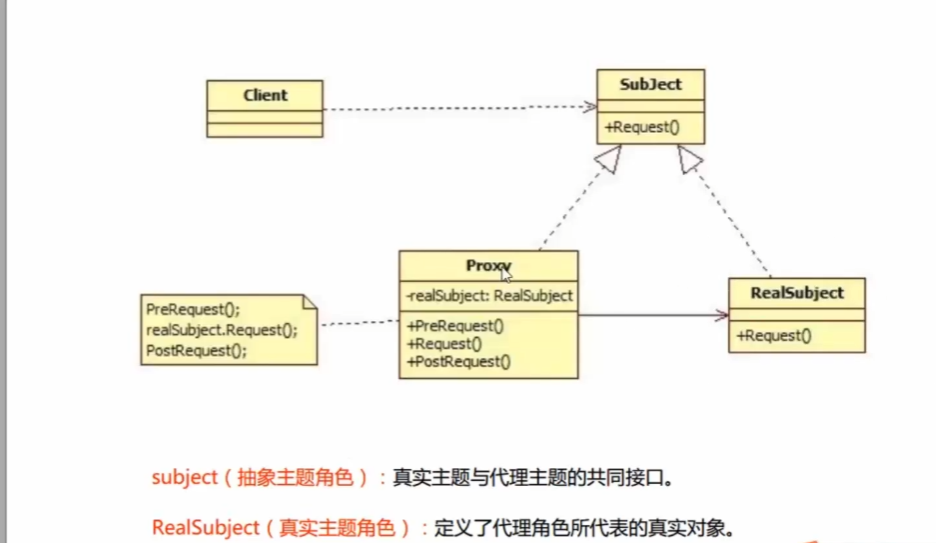 Client
SubJect
+Request()
Proxy
-realSubject: RealSubject
+PreRequest()
+Request()
+PostRequest()
RealSubject
+Request()
PreRequest();
realSubject.Request();
PostRequest();
subject（抽象主题角色）：真实主题与代理主题的共同接口。
RealSubject（真实主题角色）：定义了代理角色所代表的真实对象。